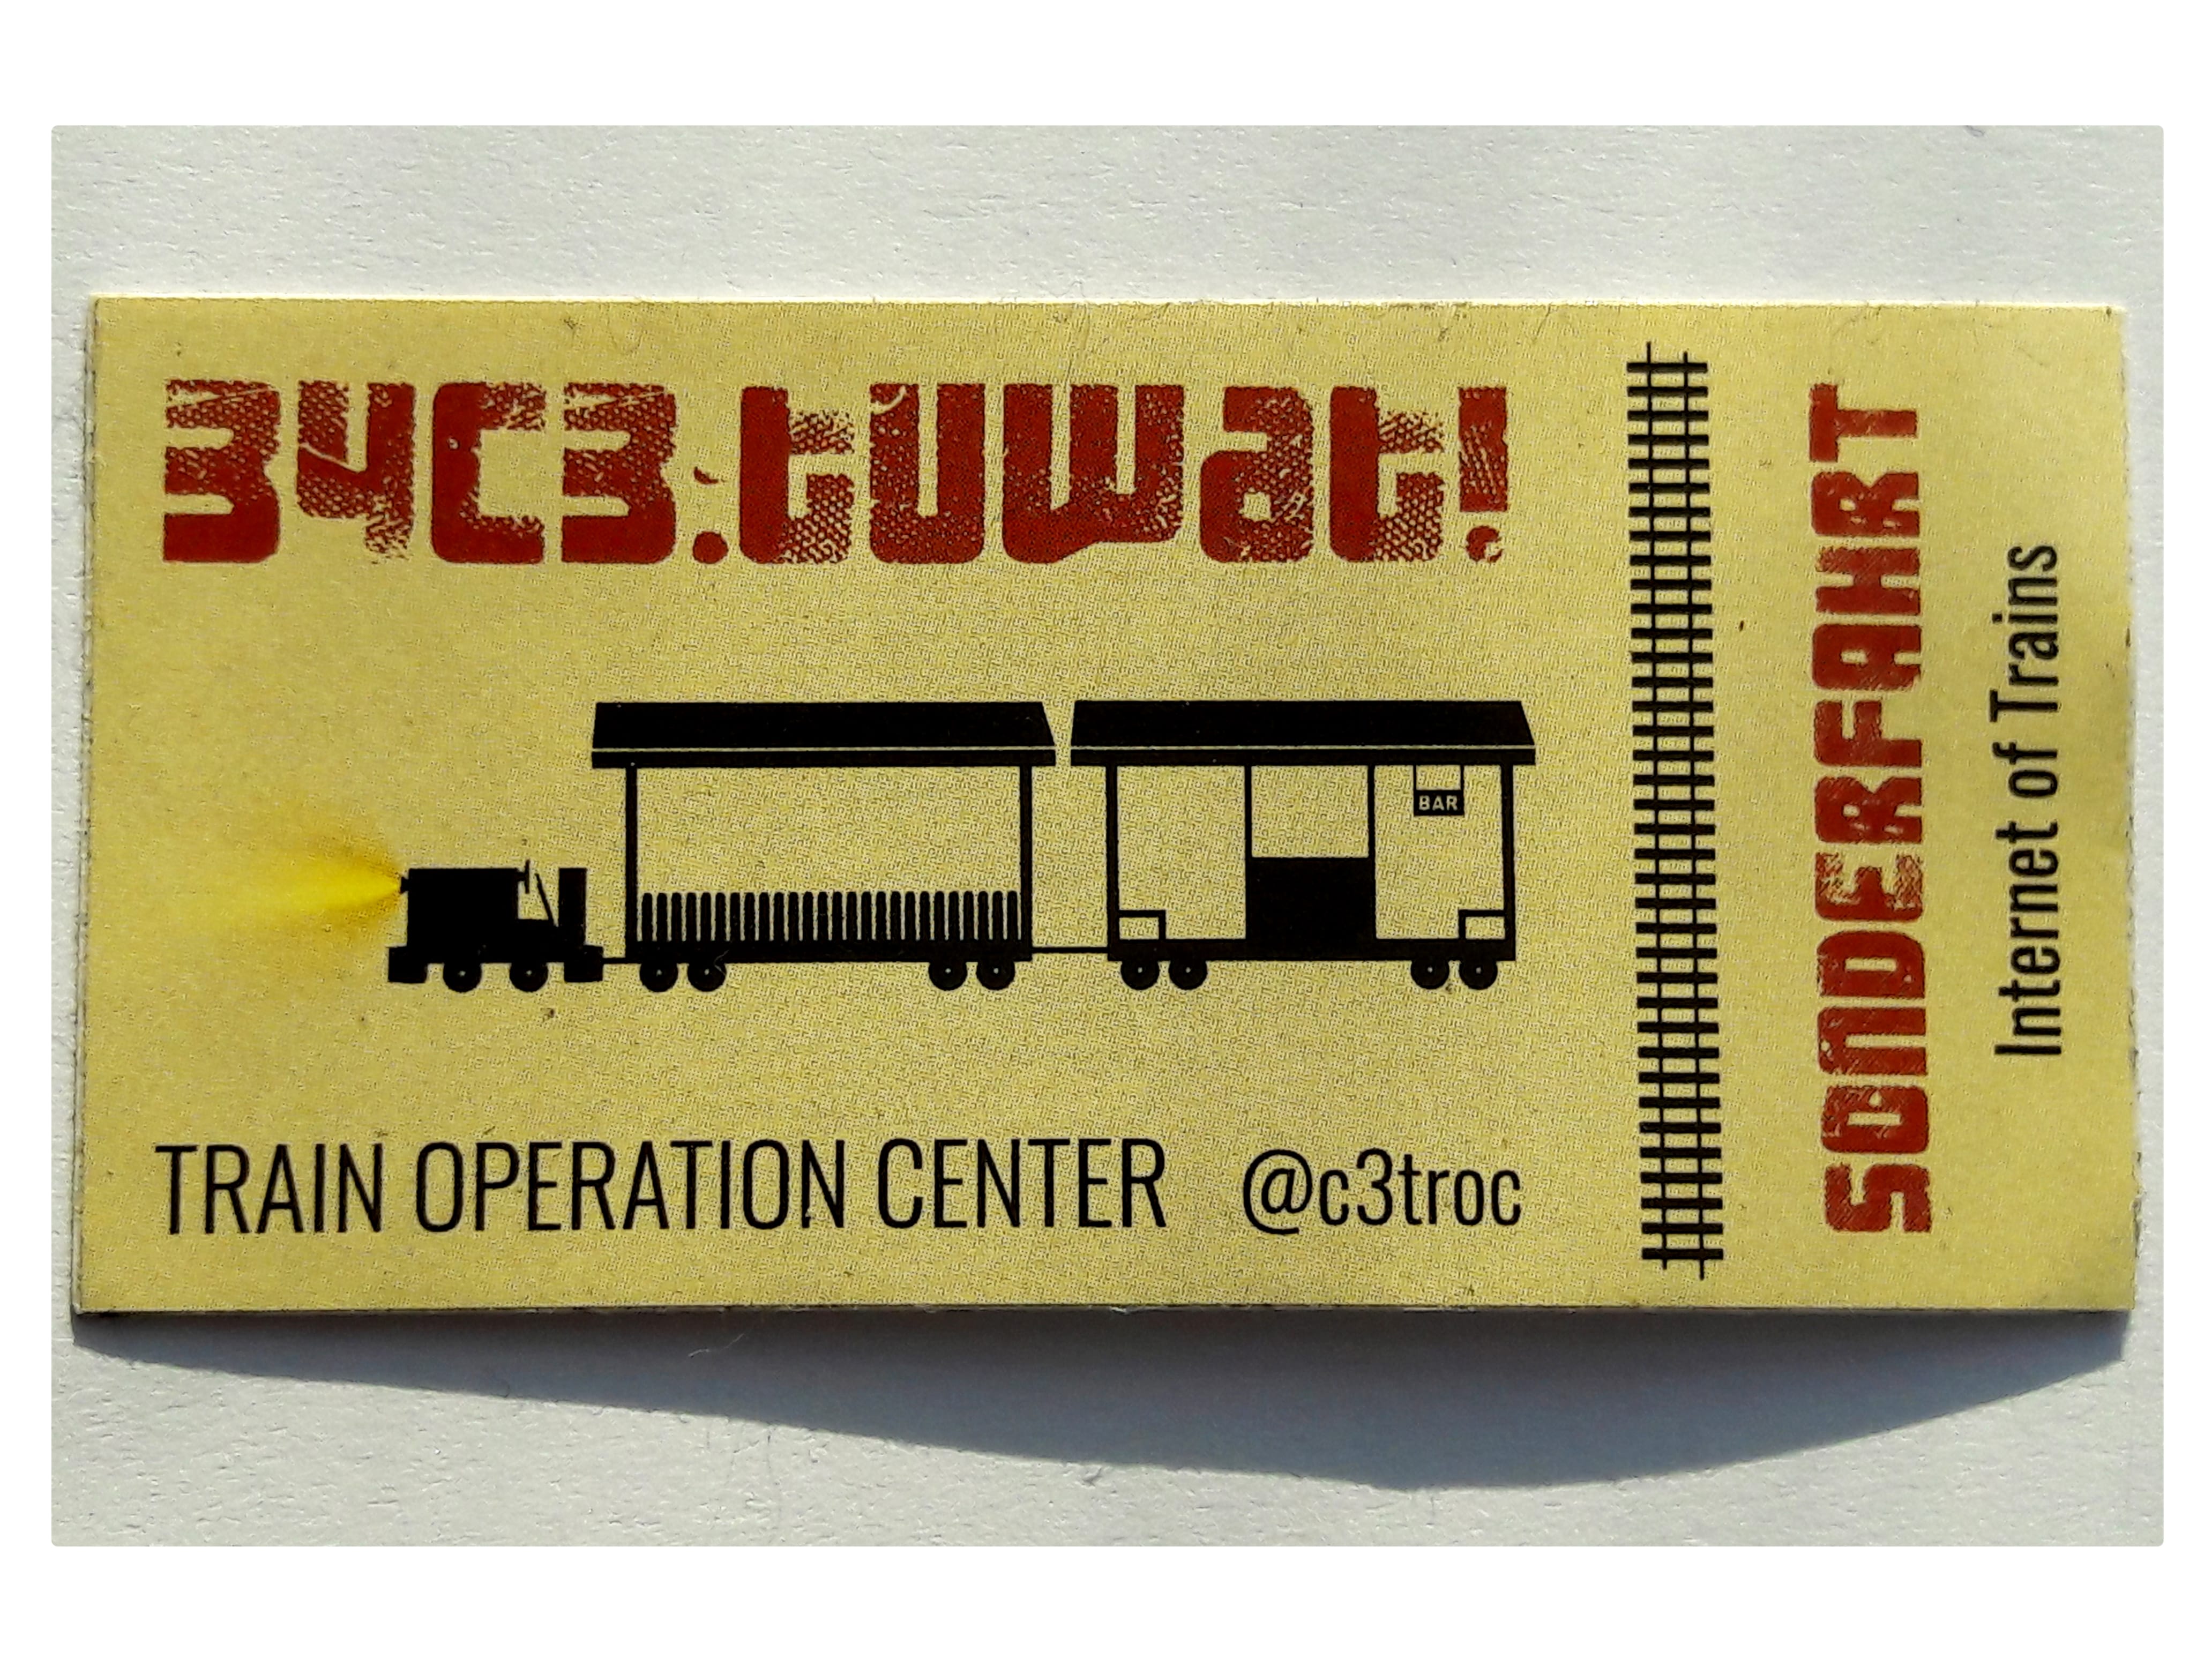 34C3.tuwat!
BAR
TRAIN OPERATION CENTER @c3troc
SONDERFAHRT
Internet of Trains